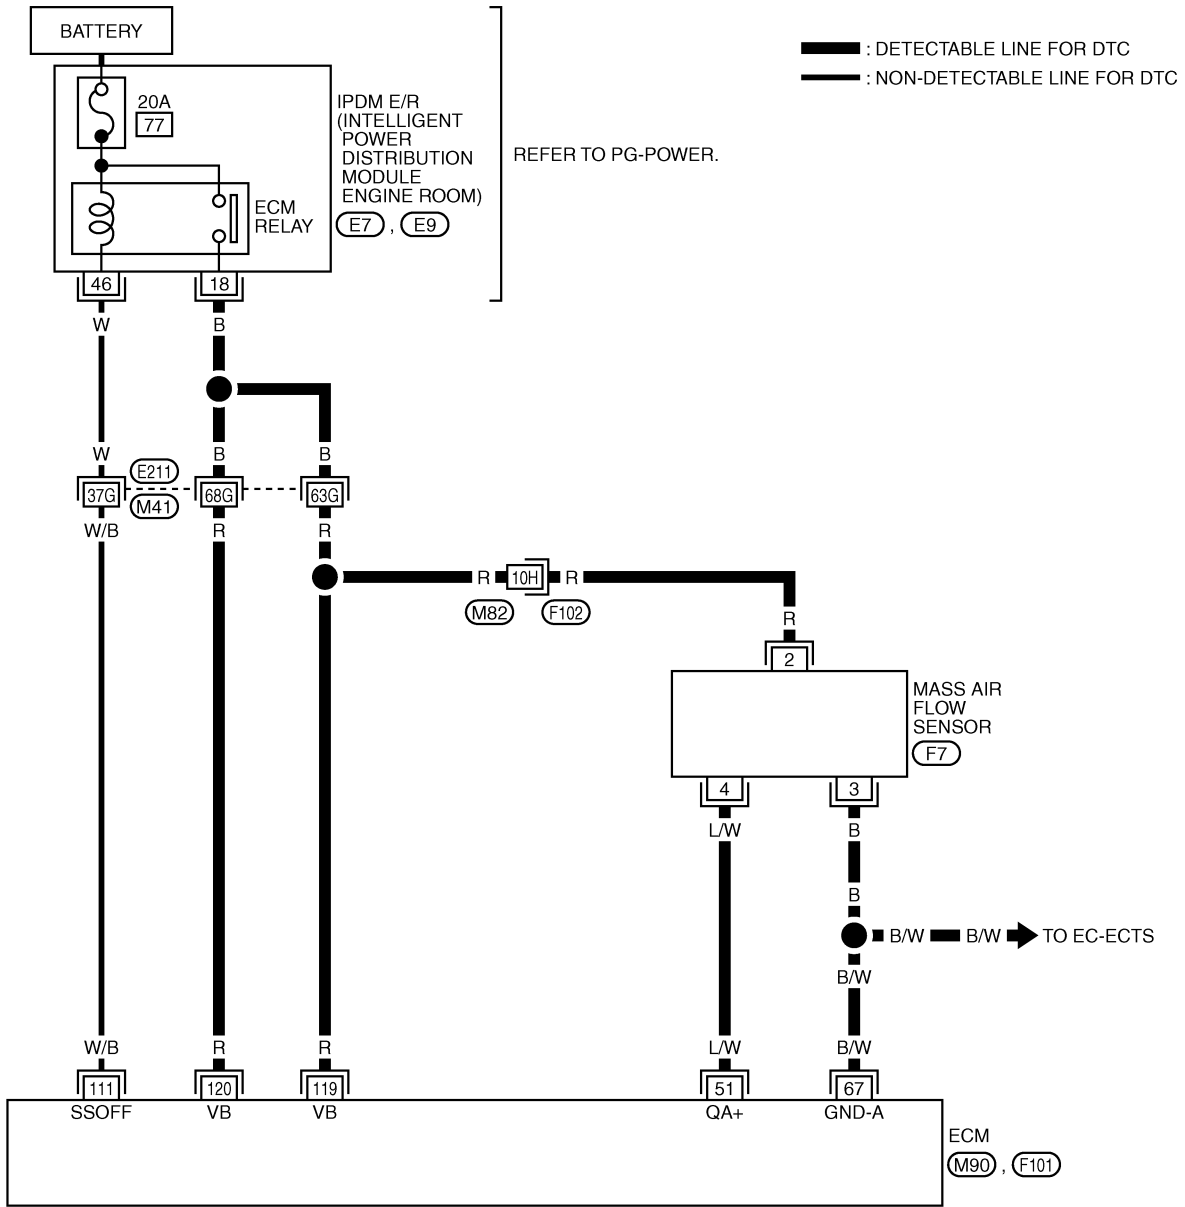 BATTERY
: DETECTABLE LINE FOR DTC
: NON-DETECTABLE LINE FOR DTC
20A
77
IPDM E/R
(INTELLIGENT
POWER
DISTRIBUTION
MODULE
ENGINE ROOM)
E7 , E9
REFER TO PG-POWER.
ECM
RELAY
46 18
W B
W B B
E211
37G 68G 63G
M41
W/B R R
R 10H R
M82 F102
R
2
MASS AIR
FLOW
SENSOR
F7
4 3
L/W B
B
B/W B/W TO EC-ECTS
B/W
W/B R R L/W B/W
111 120 119 51 67
SSOFF VB VB QA+ GND-A
ECM
M90 , F101